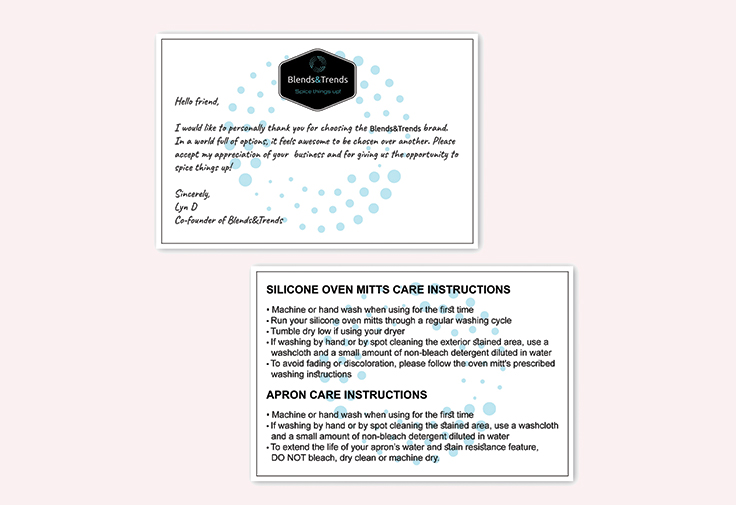 Blends&Trends
Spice things up!
Hello friend,
I would like to personally thank you for choosing the Blends&Trends brand.
In a world full of options, it feels awesome to be chosen over another. Please
accept my appreciation of your business and for giving us the opportunity to
spice things up!
Sincerely,
Lyn D
Co-founder of Blends&Trends
SILICONE OVEN MITTS CARE INSTRUCTIONS
• Machine or hand wash when using for the first time
• Run your silicone oven mitts through a regular washing cycle
• Tumble dry low if using your dryer
• If washing by hand or by spot cleaning the exterior stained area, use a
washcloth and a small amount of non-bleach detergent diluted in water
• To avoid fading or discoloration, please follow the oven mitt's prescribed
washing instructions
APRON CARE INSTRUCTIONS
• Machine or hand wash when using for the first time
• If washing by hand or by spot cleaning the stained area, use a washcloth
and a small amount of non-bleach detergent diluted in water
• To extend the life of your apron's water and stain resistance feature,
DO NOT bleach, dry clean or machine dry.